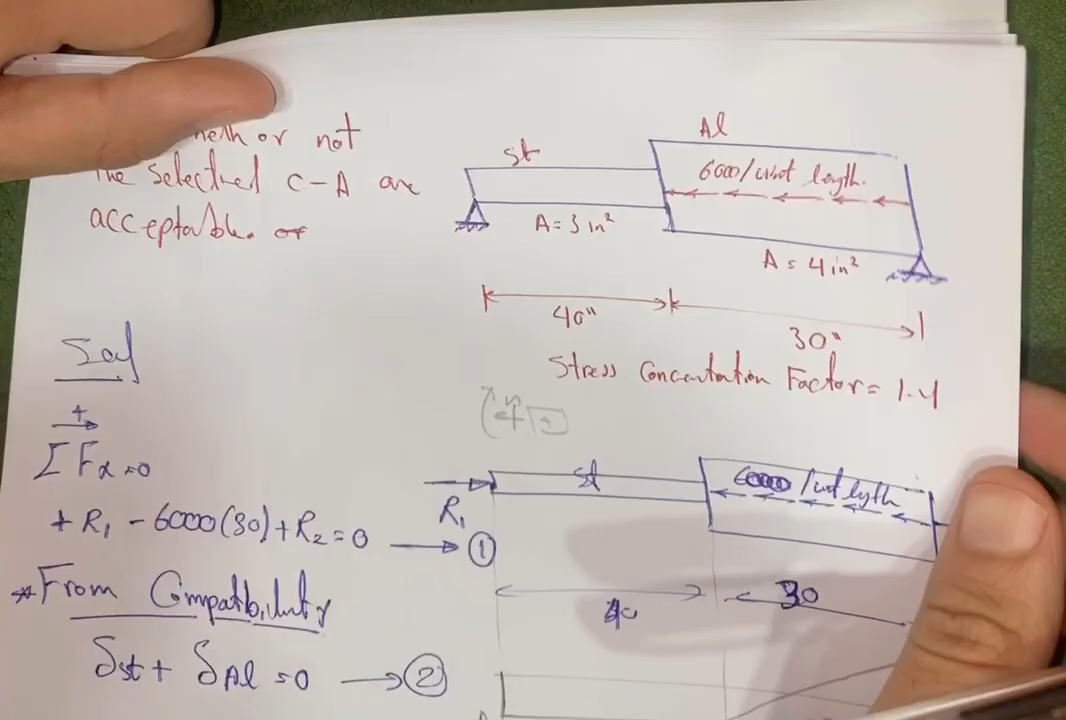 or not
the selectrued C-A are
acceptable. or
st
Al
6000/unit length.
A = 3 in²
A = 4 in²
40"
30"
Stress Concentration Factor = 1.4
Sol
+
ΣFx = 0
+ R₁ - 6000(30) + R₂ = 0 → ①
* From Compatibility
δst + δAl = 0 → ②
R₁
st
6000/unit length
40
30